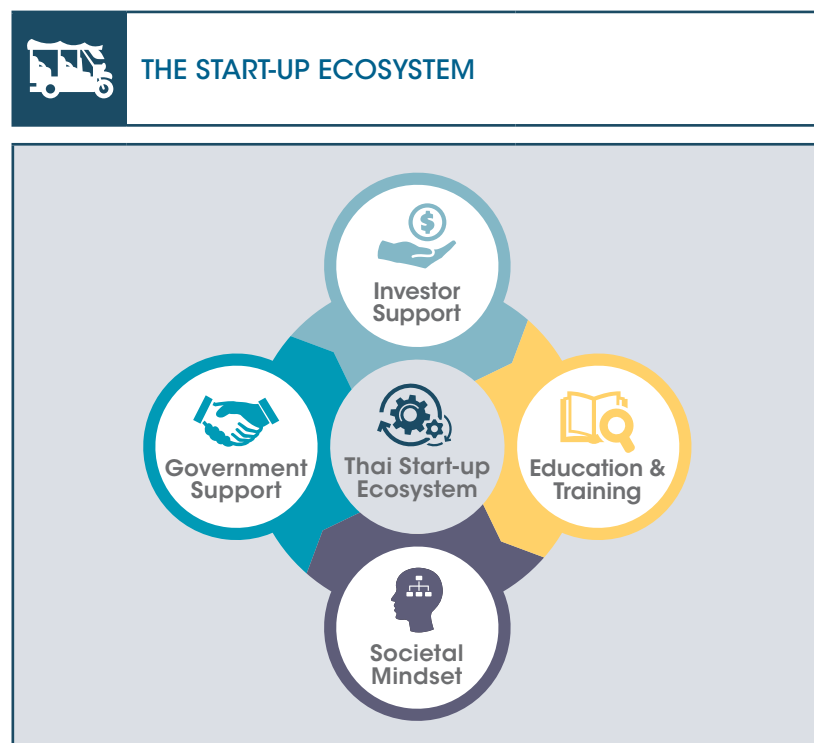 THE START-UP ECOSYSTEM
$
Investor
Support
Government
Support
Thai Start-up
Ecosystem
Education &
Training
Societal
Mindset